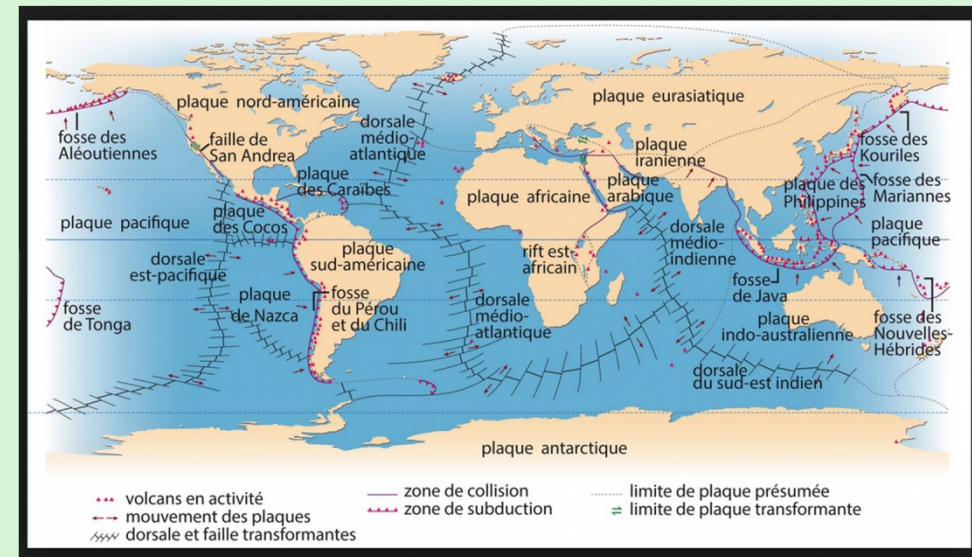 plaque nord-américaine
plaque eurasiatique
fosse des
Aléoutiennes
faille de
San Andrea
dorsale
médio-
atlantique
plaque
Iranienne
fosse des
Kouriles
plaque
des Caraïbes
plaque africaine
plaque
arabique
plaque des
Philippines
fosse des
Mariannes
plaque pacifique
plaque
des Cocos
dorsale
médio-
indienne
plaque
pacifique
dorsale
est-pacifique
plaque
sud-américaine
rift est-
africain
fosse
de Java
fosse
de Tonga
plaque
de Nazca
fosse
du Pérou
et du Chili
dorsale
médio-
atlantique
plaque
indo-australienne
fosse des
Nouvelles-
Hébrides
dorsale
du sud-est indien
plaque antarctique
volcans en activité
mouvement des plaques
dorsale et faille transformantes
zone de collision
zone de subduction
limite de plaque présumée
limite de plaque transformante